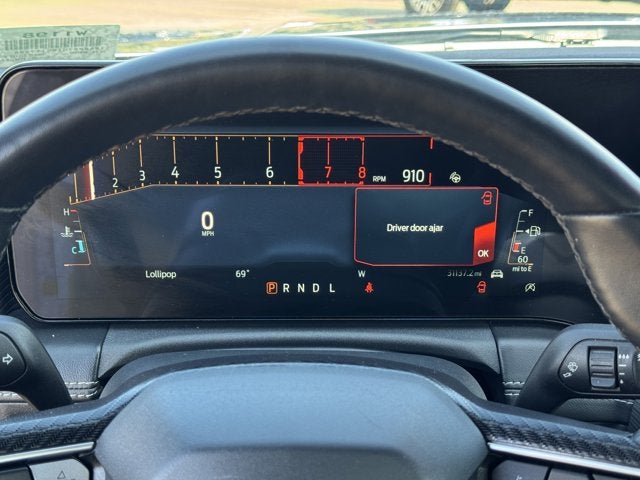 2 3 4 5 6 7 8 RPM 910
H F
0
MPH
Driver door ajar
C E
OK
60
mi to E
Lollipop 69° W 31137.2 mi
P R N D L